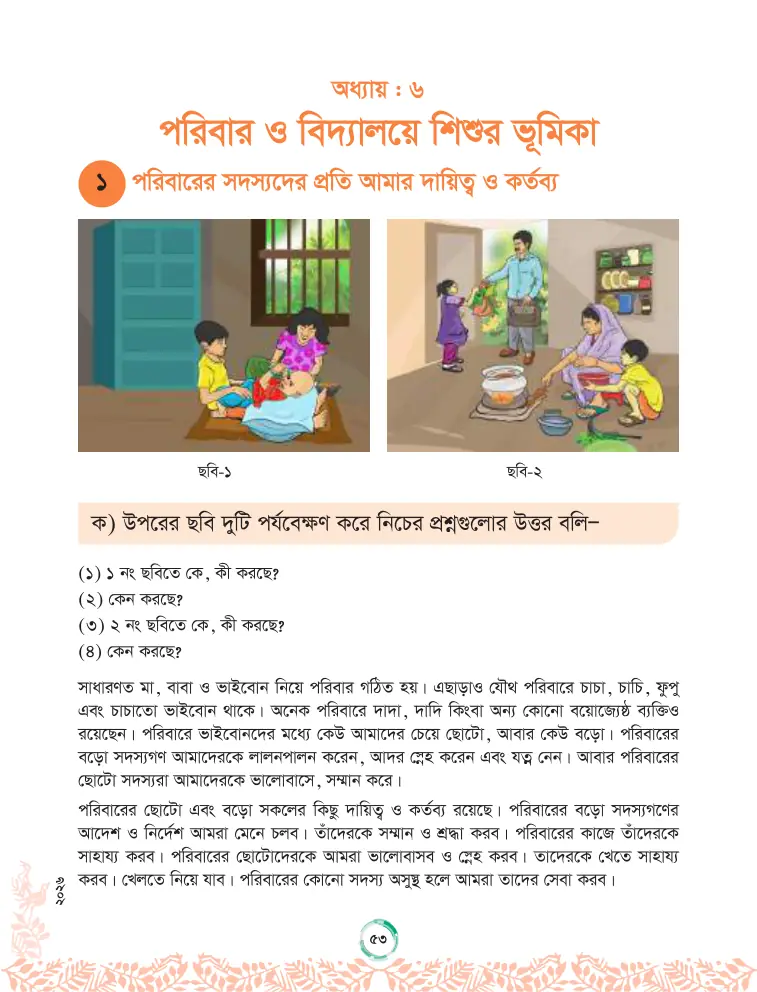 অধ্যায় : ৬
পরিবার ও বিদ্যালয়ে শিশুর ভূমিকা
১ পরিবারের সদস্যদের প্রতি আমার দায়িত্ব ও কর্তব্য
ছবি-১ ছবি-২
ক) উপরের ছবি দুটি পর্যবেক্ষণ করে নিচের প্রশ্নগুলোর উত্তর বলি–
(১) ১ নং ছবিতে কে, কী করছে?
(২) কেন করছে?
(৩) ২ নং ছবিতে কে, কী করছে?
(৪) কেন করছে?
সাধারণত মা, বাবা ও ভাইবোন নিয়ে পরিবার গঠিত হয়। এছাড়াও যৌথ পরিবারে চাচা, চাচি, ফুপু
এবং চাচাতো ভাইবোন থাকে। অনেক পরিবারে দাদা, দাদি কিংবা অন্য কোনো বয়োজ্যেষ্ঠ ব্যক্তিও
রয়েছেন। পরিবারে ভাইবোনদের মধ্যে কেউ আমাদের চেয়ে ছোটো, আবার কেউ বড়ো। পরিবারের
বড়ো সদস্যগণ আমাদেরকে লালনপালন করেন, আদর স্নেহ করেন এবং যত্ন নেন। আবার পরিবারের
ছোটো সদস্যরা আমাদেরকে ভালোবাসে, সম্মান করে।
পরিবারের ছোটো এবং বড়ো সকলের কিছু দায়িত্ব ও কর্তব্য রয়েছে। পরিবারের বড়ো সদস্যগণের
আদেশ ও নির্দেশ আমরা মেনে চলব। তাঁদেরকে সম্মান ও শ্রদ্ধা করব। পরিবারের কাজে তাঁদেরকে
সাহায্য করব। পরিবারের ছোটোদেরকে আমরা ভালোবাসব ও স্নেহ করব। তাদেরকে খেতে সাহায্য
করব। খেলতে নিয়ে যাব। পরিবারের কোনো সদস্য অসুস্থ হলে আমরা তাদের সেবা করব।
২০২৬
৫৩